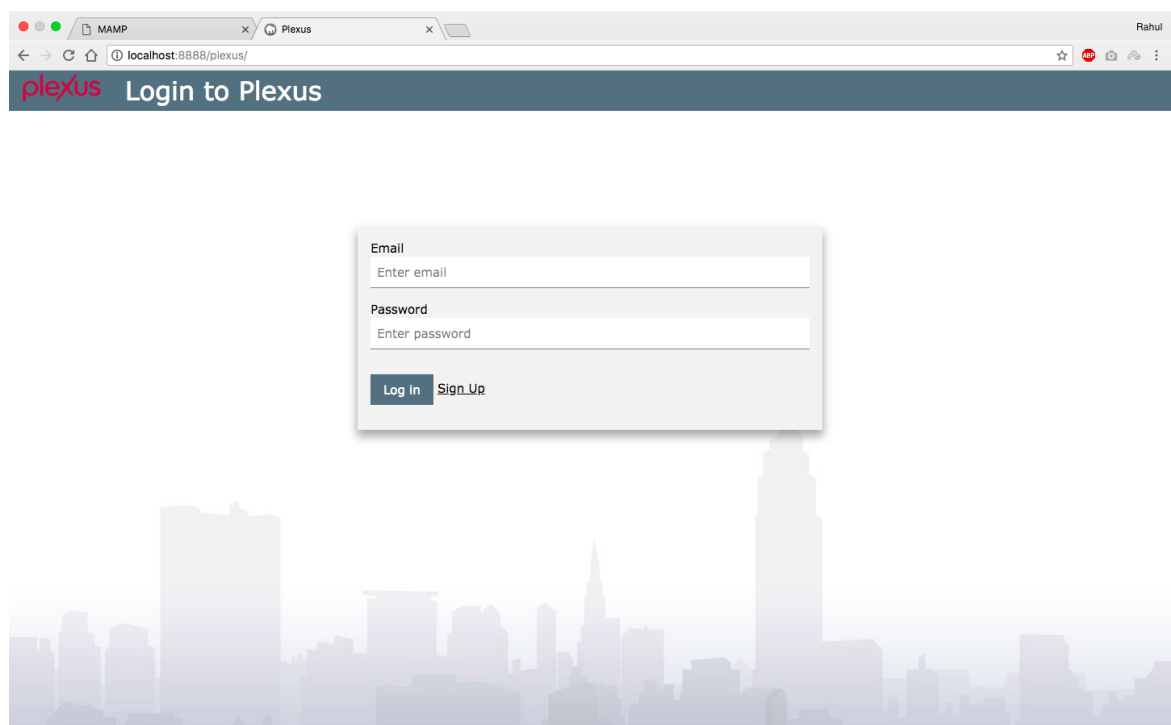 MAMP
Plexus
Rahul
localhost:8888/plexus/
ABP
plexus Login to Plexus
Email
Enter email
Password
Enter password
Log in Sign Up